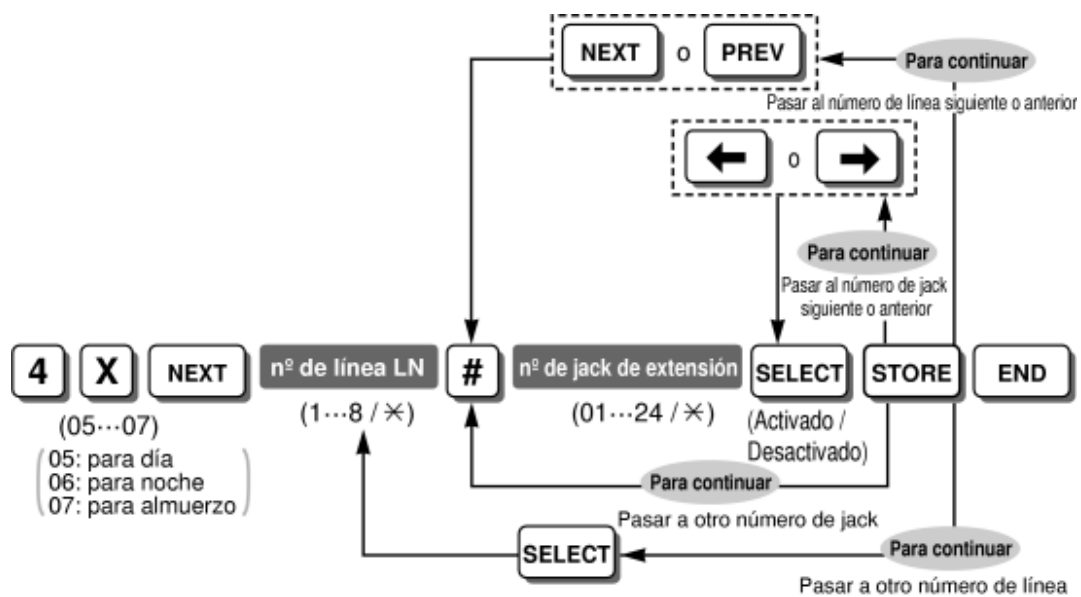 NEXT o PREV
Para continuar
Pasar al número de línea siguiente o anterior
← o →
Para continuar
Pasar al número de jack
siguiente o anterior
4 X NEXT nº de línea LN # nº de jack de extensión SELECT STORE END
(05···07)
(1···8 / ✳)
(01···24 / ✳)
(Activado /
Desactivado)
05: para día
06: para noche
07: para almuerzo
Para continuar
Pasar a otro número de jack
SELECT
Para continuar
Pasar a otro número de línea